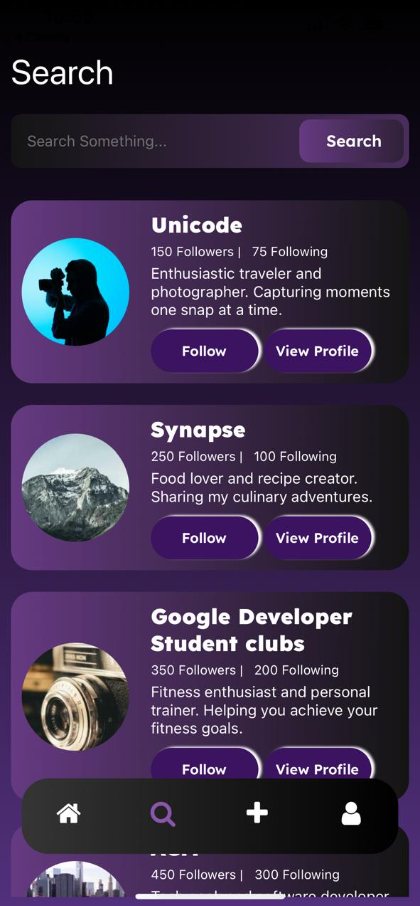 Search
Search Something...
Search
Unicode
150 Followers | 75 Following
Enthusiastic traveler and
photographer. Capturing moments
one snap at a time.
Follow
View Profile
Synapse
250 Followers | 100 Following
Food lover and recipe creator.
Sharing my culinary adventures.
Follow
View Profile
Google Developer
Student clubs
350 Followers | 200 Following
Fitness enthusiast and personal
trainer. Helping you achieve your
fitness goals.
Follow
View Profile
450 Followers | 300 Following
developer